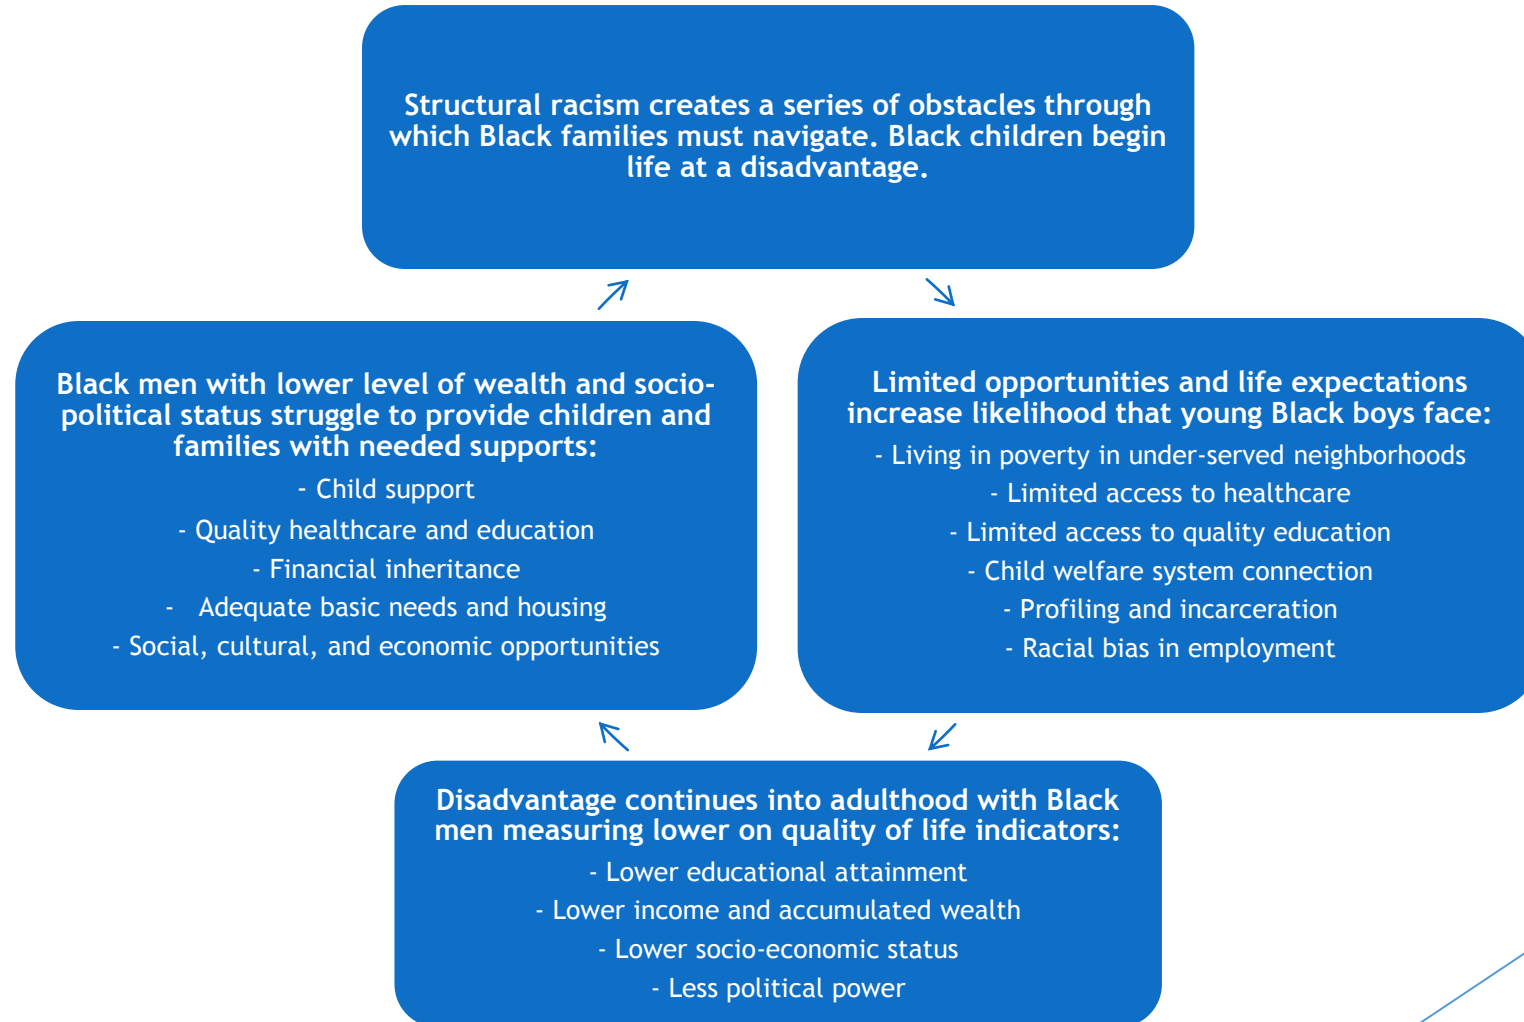 Structural racism creates a series of obstacles through
which Black families must navigate. Black children begin
life at a disadvantage.
Limited opportunities and life expectations
increase likelihood that young Black boys face:
- Living in poverty in under-served neighborhoods
- Limited access to healthcare
- Limited access to quality education
- Child welfare system connection
- Profiling and incarceration
- Racial bias in employment
Disadvantage continues into adulthood with Black
men measuring lower on quality of life indicators:
- Lower educational attainment
- Lower income and accumulated wealth
- Lower socio-economic status
- Less political power
Black men with lower level of wealth and socio-
political status struggle to provide children and
families with needed supports:
- Child support
- Quality healthcare and education
- Financial inheritance
- Adequate basic needs and housing
- Social, cultural, and economic opportunities